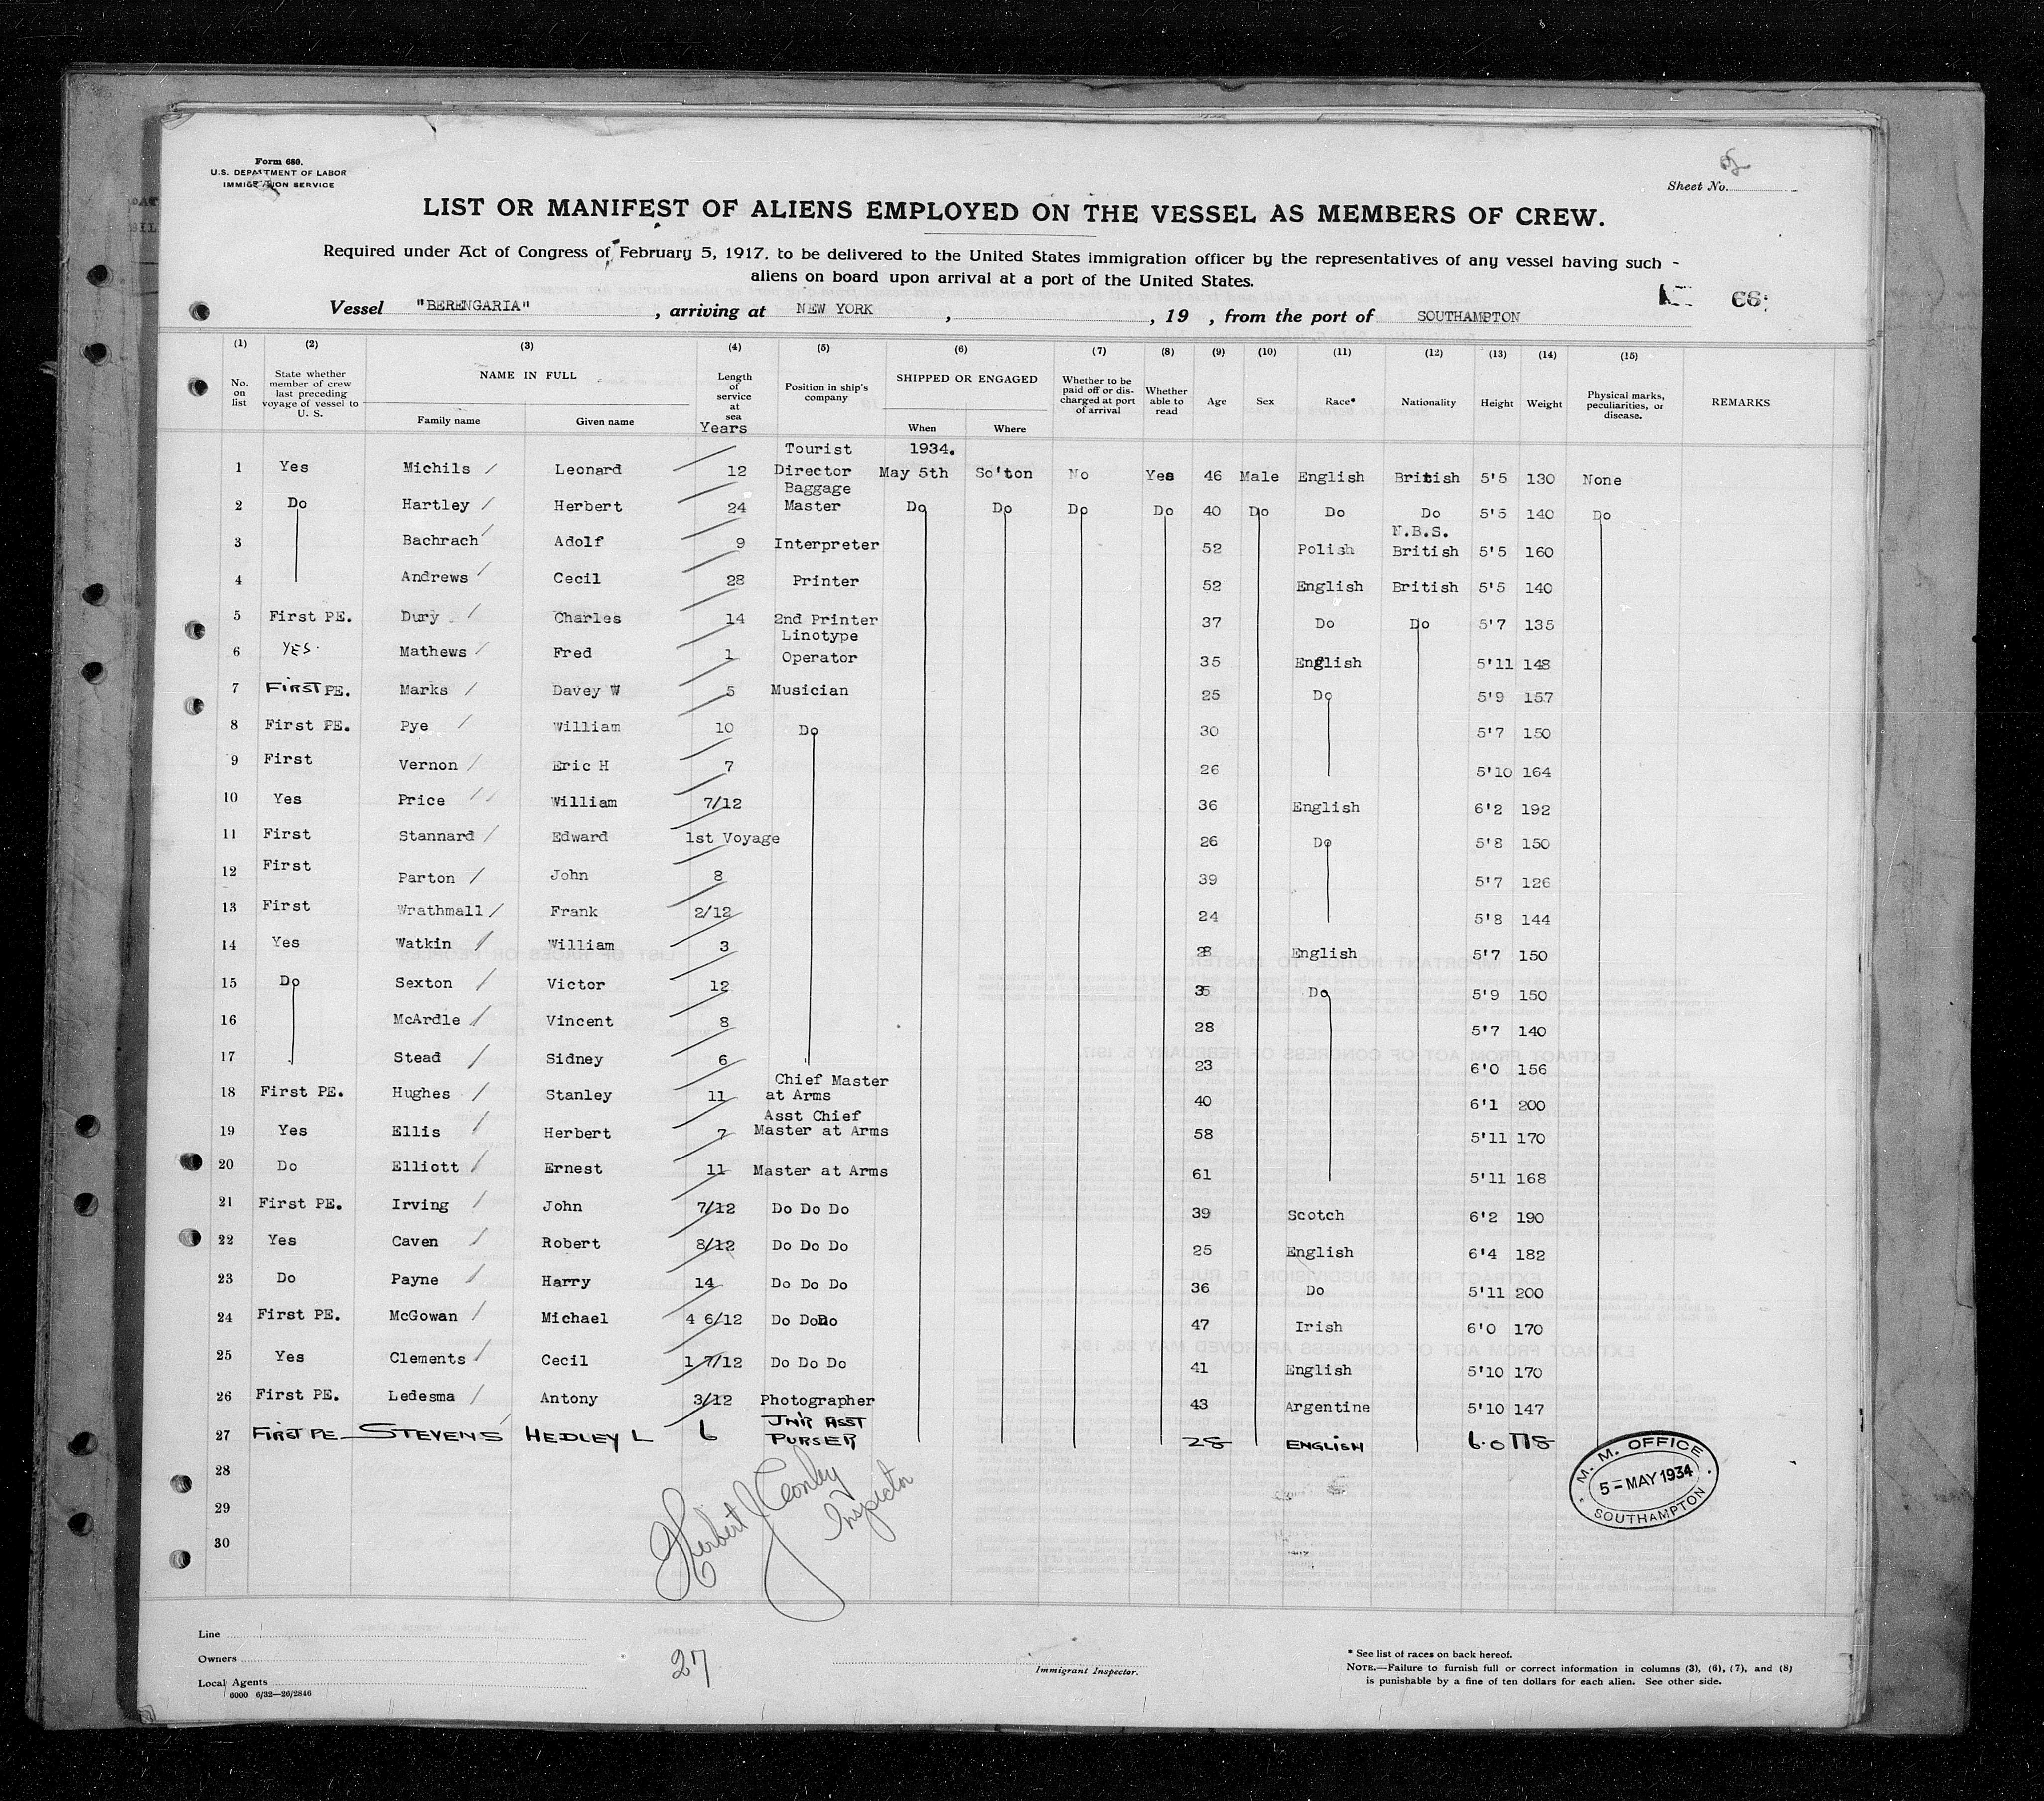 Form 680.
U.S. DEPARTMENT OF LABOR
IMMIGRATION SERVICE
Sheet No.
LIST OR MANIFEST OF ALIENS EMPLOYED ON THE VESSEL AS MEMBERS OF CREW.
Required under Act of Congress of February 5, 1917, to be delivered to the United States immigration officer by the representatives of any vessel having such
aliens on board upon arrival at a port of the United States.
66
Vessel "BERENGARIA" , arriving at NEW YORK , , 19 , from the port of SOUTHAMPTON
(1) (2) (3) (4) (5) (6) (7) (8) (9) (10) (11) (12) (13) (14) (15)
No. on list State whether member of crew last preceding voyage of vessel to U. S. NAME IN FULL Family name Given name Length of service at sea Years Position in ship's company SHIPPED OR ENGAGED When Where Whether to be paid off or discharged at port of arrival Whether able to read Age Sex Race* Nationality Height Weight Physical marks, peculiarities, or disease. REMARKS
1 Yes Michils Leonard 12 Tourist Director 1934. May 5th So'ton No Yes 46 Male English British 5'5 130 None
2 Do Hartley Herbert 24 Baggage Master Do Do Do Do 40 Do Do Do 5'5 140 Do
3 Bachrach Adolf 9 Interpreter 52 Polish N.B.S. British 5'5 160
4 Andrews Cecil 28 Printer 52 English British 5'5 140
5 First PE. Dury Charles 14 2nd Printer 37 Do Do 5'7 135
6 YES. Mathews Fred 1 Linotype Operator 35 English 5'11 148
7 FIRST PE. Marks Davey W 5 Musician 25 Do 5'9 157
8 First PE. Pye William 10 Do 30 5'7 150
9 First Vernon Eric H 7 26 5'10 164
10 Yes Price William 7/12 36 English 6'2 192
11 First Stannard Edward 1st Voyage 26 Do 5'8 150
12 First Parton John 8 39 5'7 126
13 First Wrathmall Frank 2/12 24 5'8 144
14 Yes Watkin William 3 28 English 5'7 150
15 Do Sexton Victor 12 35 Do 5'9 150
16 McArdle Vincent 8 28 5'7 140
17 Stead Sidney 6 23 6'0 156
18 First PE. Hughes Stanley 11 Chief Master at Arms 40 6'1 200
19 Yes Ellis Herbert 7 Asst Chief Master at Arms 58 5'11 170
20 Do Elliott Ernest 11 Master at Arms 61 5'11 168
21 First PE. Irving John 7/12 Do Do Do 39 Scotch 6'2 190
22 Yes Caven Robert 8/12 Do Do Do 25 English 6'4 182
23 Do Payne Harry 14 Do Do Do 36 Do 5'11 200
24 First PE. McGowan Michael 4 6/12 Do Do Do 47 Irish 6'0 170
25 Yes Clements Cecil 1 7/12 Do Do Do 41 English 5'10 170
26 First PE. Ledesma Antony 3/12 Photographer 43 Argentine 5'10 147
27 FIRST PE STEVENS HEDLEY L 6 JNR ASST PURSER 28 ENGLISH 6.0 178
28
29
30
M. M. OFFICE
5-MAY 1934
SOUTHAMPTON
Herbert J Conley
Inspector
Line
Owners
Local Agents
6000 6/32—26/2846
27
Immigrant Inspector.
* See list of races on back hereof.
NOTE.—Failure to furnish full or correct information in columns (3), (6), (7), and (8)
is punishable by a fine of ten dollars for each alien. See other side.